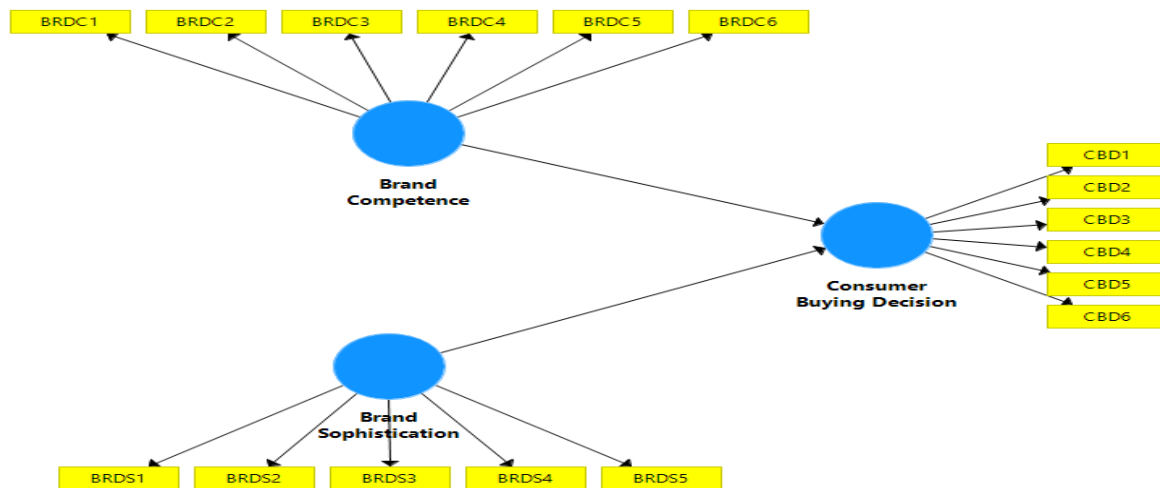 BRDC1 BRDC2 BRDC3 BRDC4 BRDC5 BRDC6
Brand
Competence
CBD1
CBD2
CBD3
CBD4
CBD5
CBD6
Consumer
Buying Decision
Brand
Sophistication
BRDS1 BRDS2 BRDS3 BRDS4 BRDS5